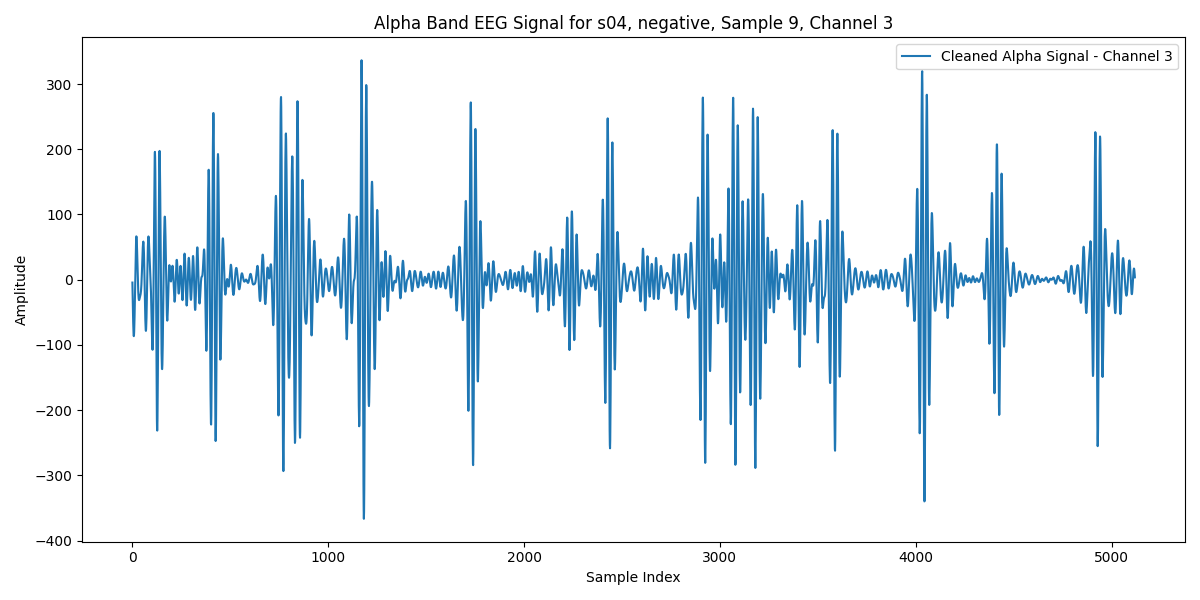 Alpha Band EEG Signal for s04, negative, Sample 9, Channel 3
Cleaned Alpha Signal - Channel 3
300
200
100
0
−100
−200
−300
−400
Amplitude
0 1000 2000 3000 4000 5000
Sample Index